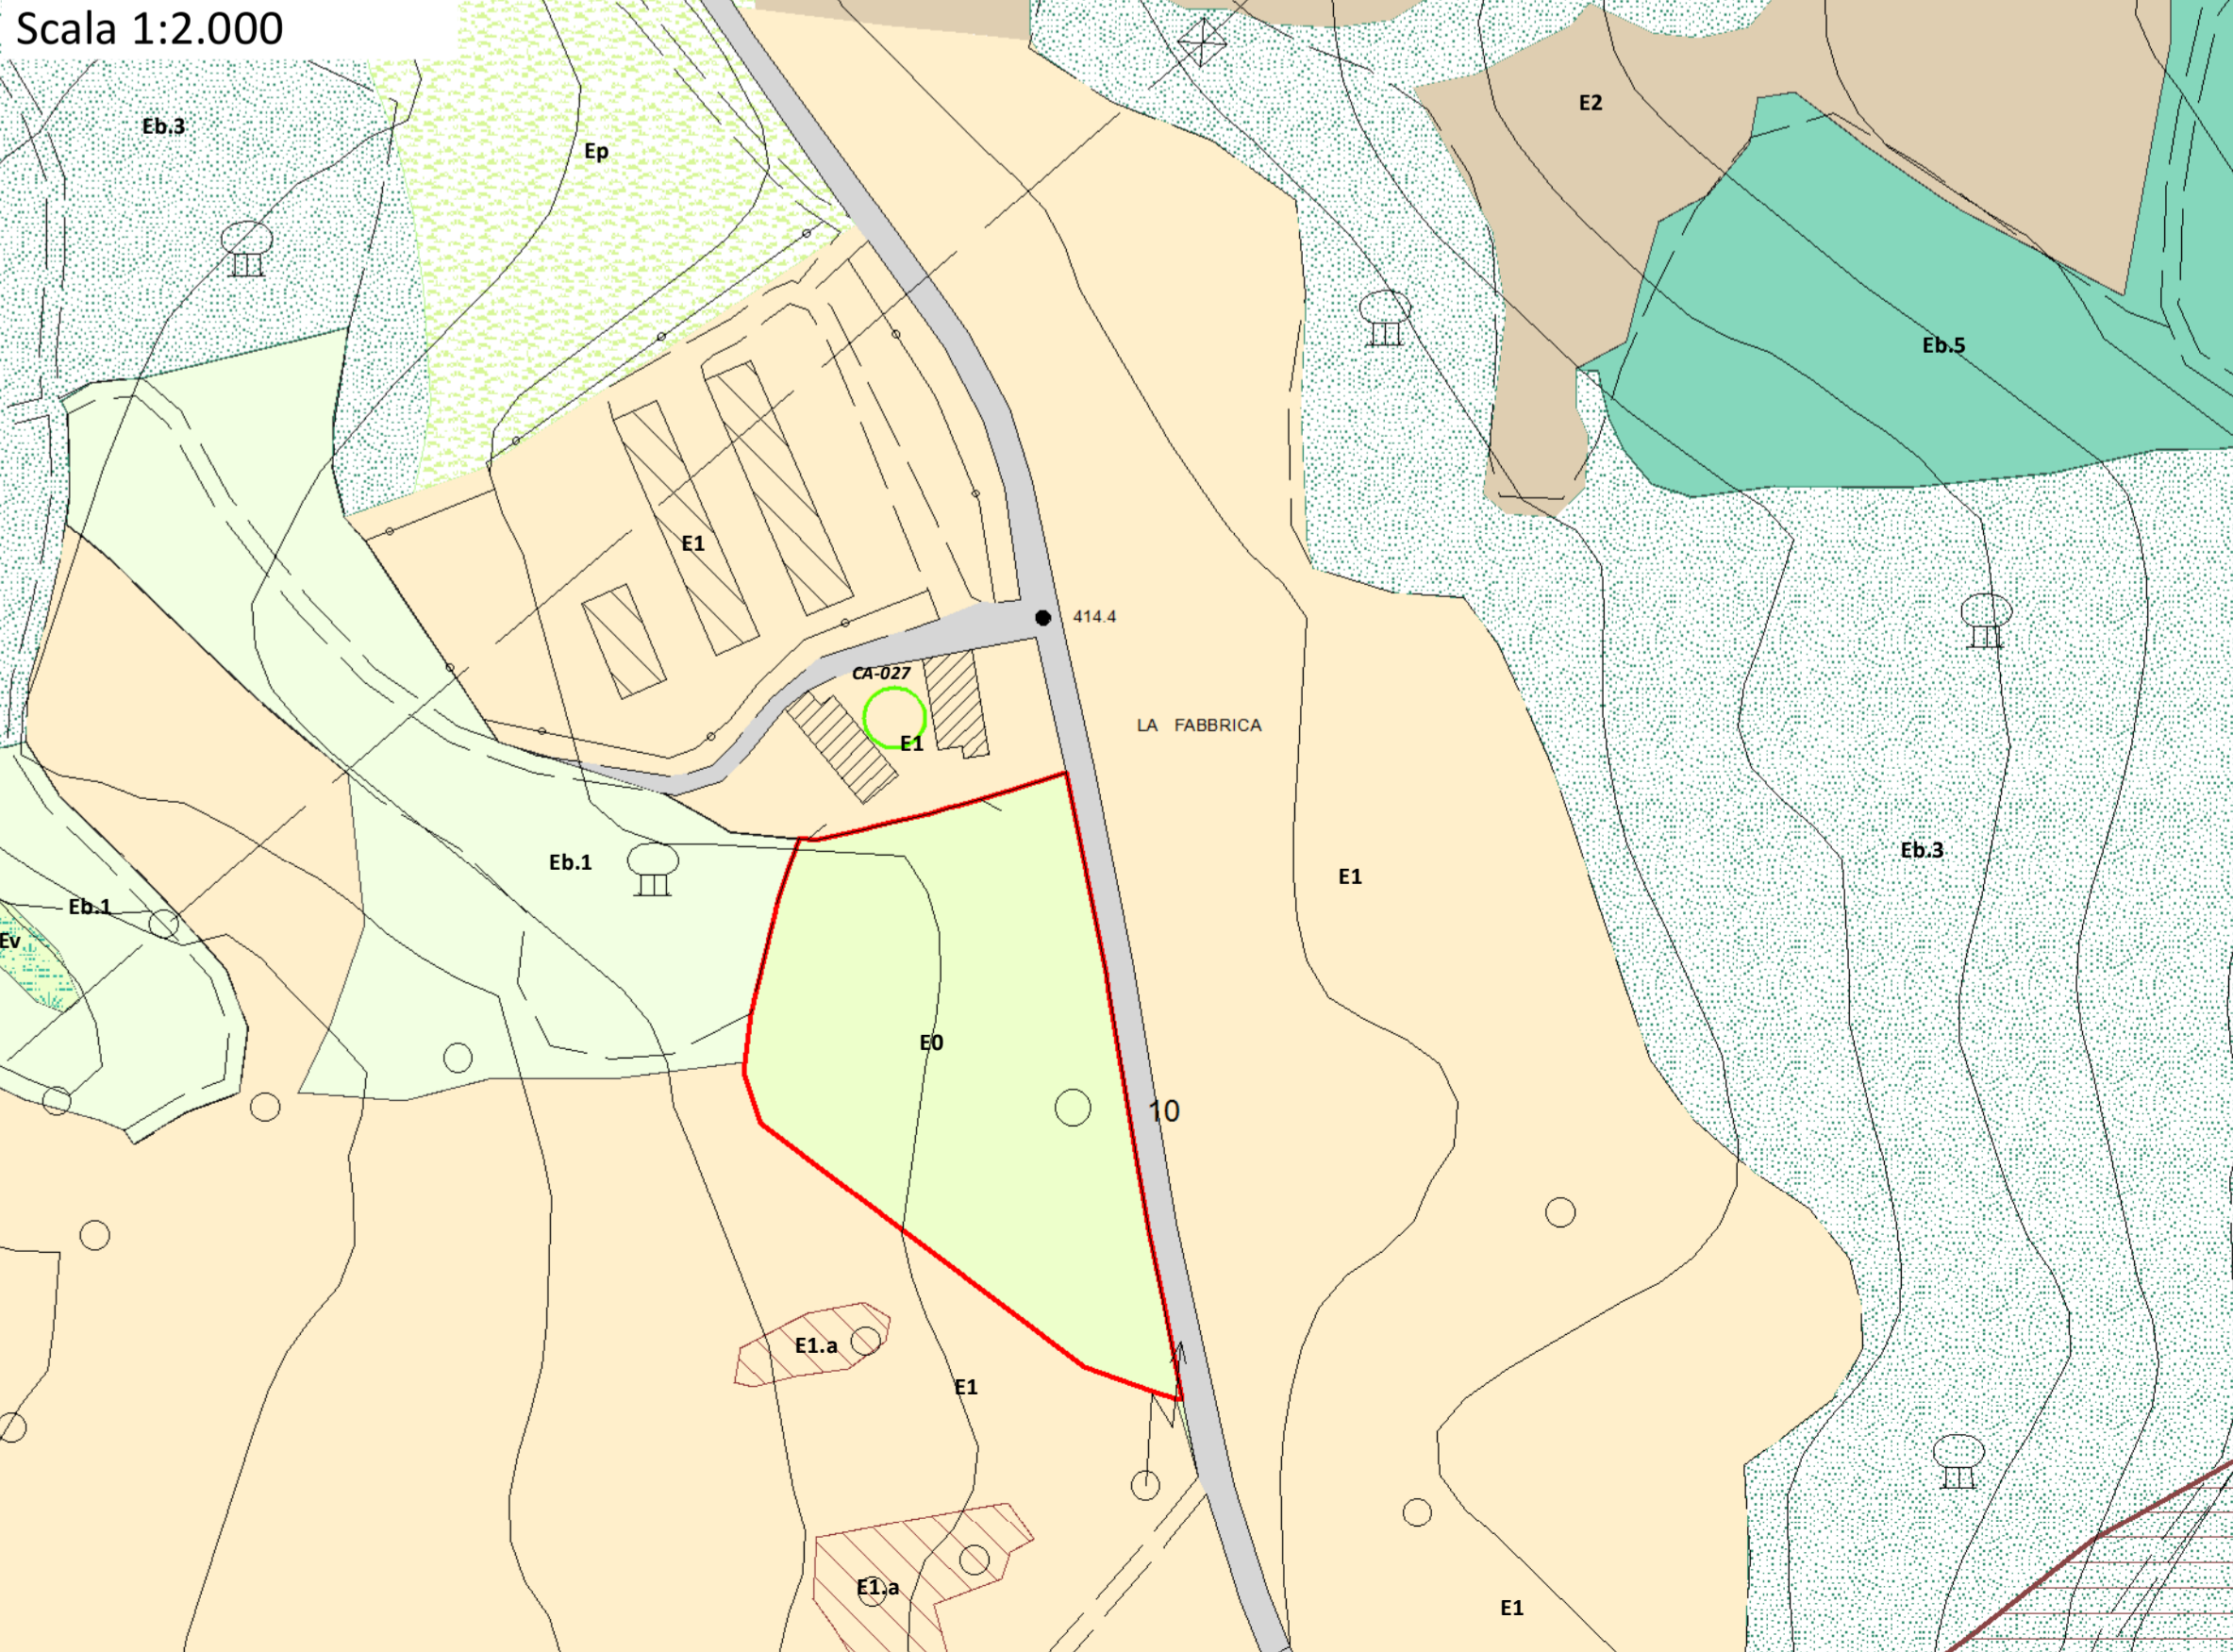 Scala 1:2.000
E2
Eb.3
Ep
Eb.5
E1
414.4
CA-027
LA FABBRICA
E1
Eb.3
Eb.1
E1
Eb.1
Ev
E0
10
E1.a
E1
E1.a
E1